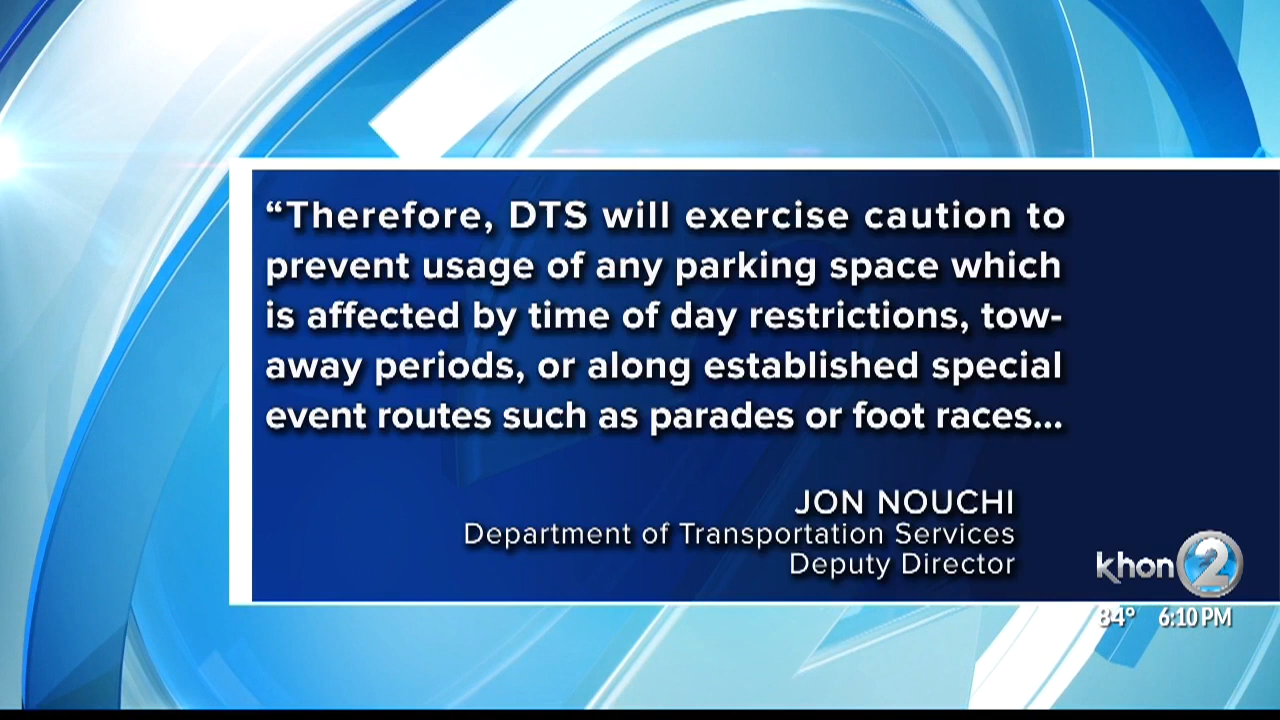 “Therefore, DTS will exercise caution to
prevent usage of any parking space which
is affected by time of day restrictions, tow-
away periods, or along established special
event routes such as parades or foot races...
JON NOUCHI
Department of Transportation Services
Deputy Director
khon 2
84° 6:10 PM